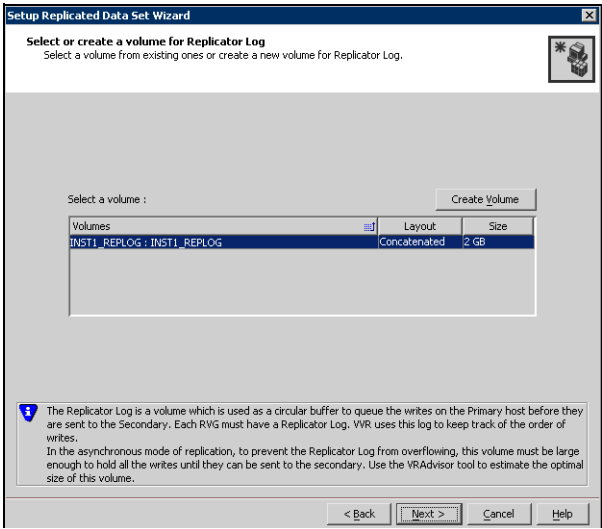 Setup Replicated Data Set Wizard
Select or create a volume for Replicator Log
Select a volume from existing ones or create a new volume for Replicator Log.
Select a volume :
Create Volume
Volumes Layout Size
INST1_REPLOG : INST1_REPLOG Concatenated 2 GB
The Replicator Log is a volume which is used as a circular buffer to queue the writes on the Primary host before they
are sent to the Secondary. Each RVG must have a Replicator Log. VVR uses this log to keep track of the order of
writes.
In the asynchronous mode of replication, to prevent the Replicator Log from overflowing, this volume must be large
enough to hold all the writes until they can be sent to the secondary. Use the VRAdvisor tool to estimate the optimal
size of this volume.
< Back Next > Cancel Help